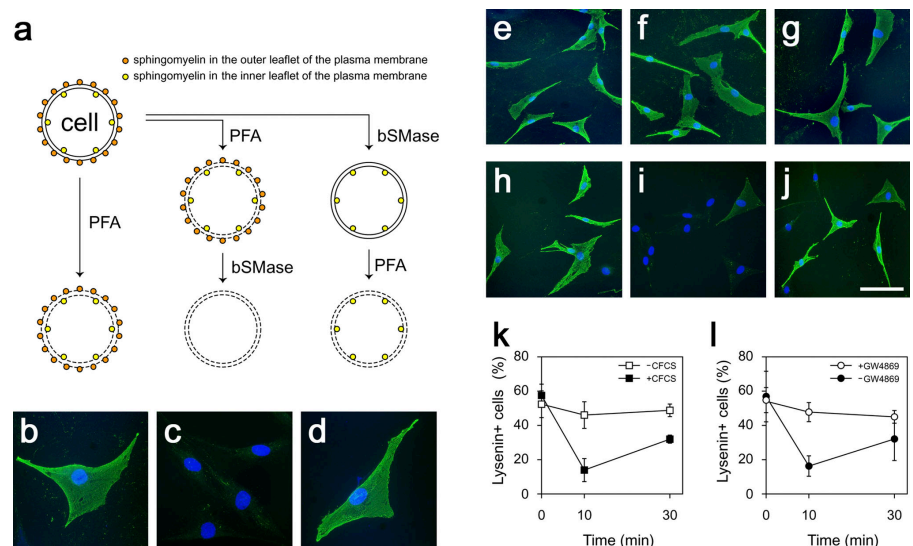 a
sphingomyelin in the outer leaflet of the plasma membrane
sphingomyelin in the inner leaflet of the plasma membrane
cell
PFA
bSMase
PFA
bSMase
PFA
b
c
d
e
f
g
h
i
j
k
80
60
40
20
0
Lysenin+ cells (%)
−CFCS
+CFCS
0
10
30
Time (min)
l
80
60
40
20
0
Lysenin+ cells (%)
+GW4869
−GW4869
0
10
30
Time (min)